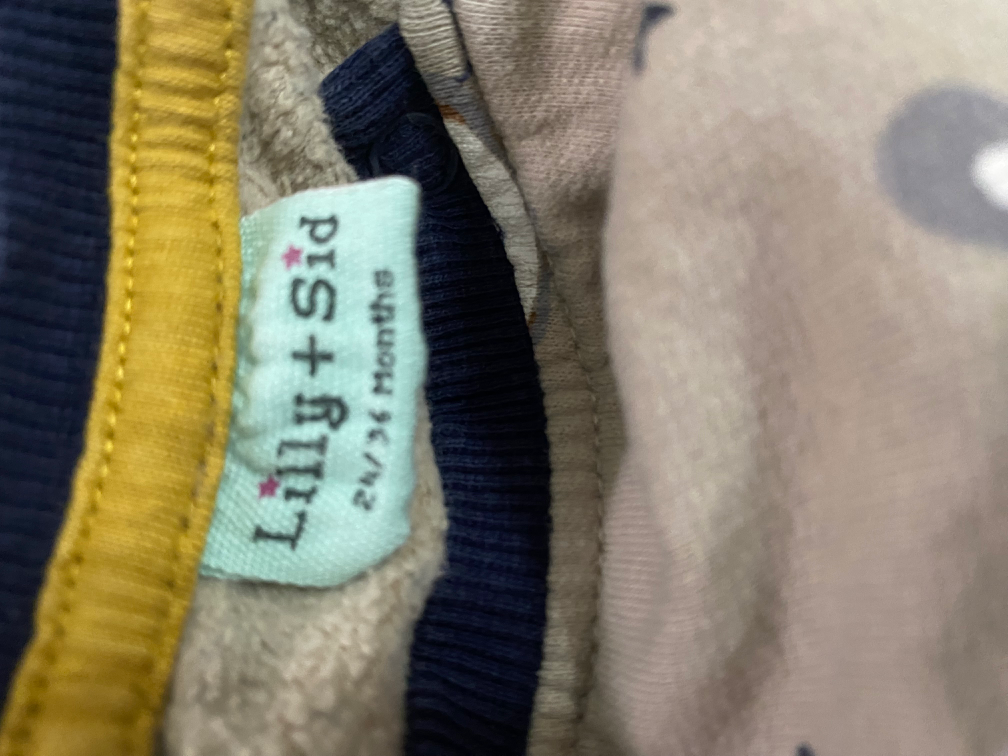 Lilly + Sid
24/36 Months